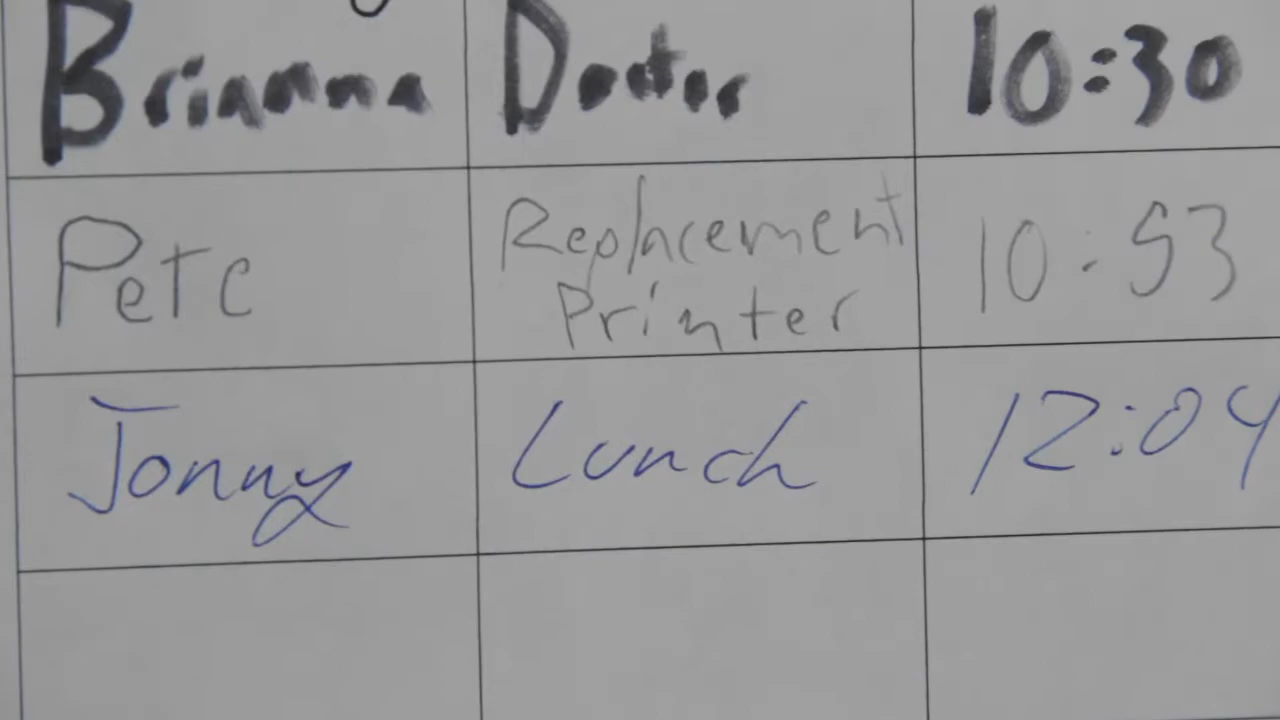 Brianna Doctor 10:30
Pete Replacement Printer 10:53
Jonny Lunch 12:04